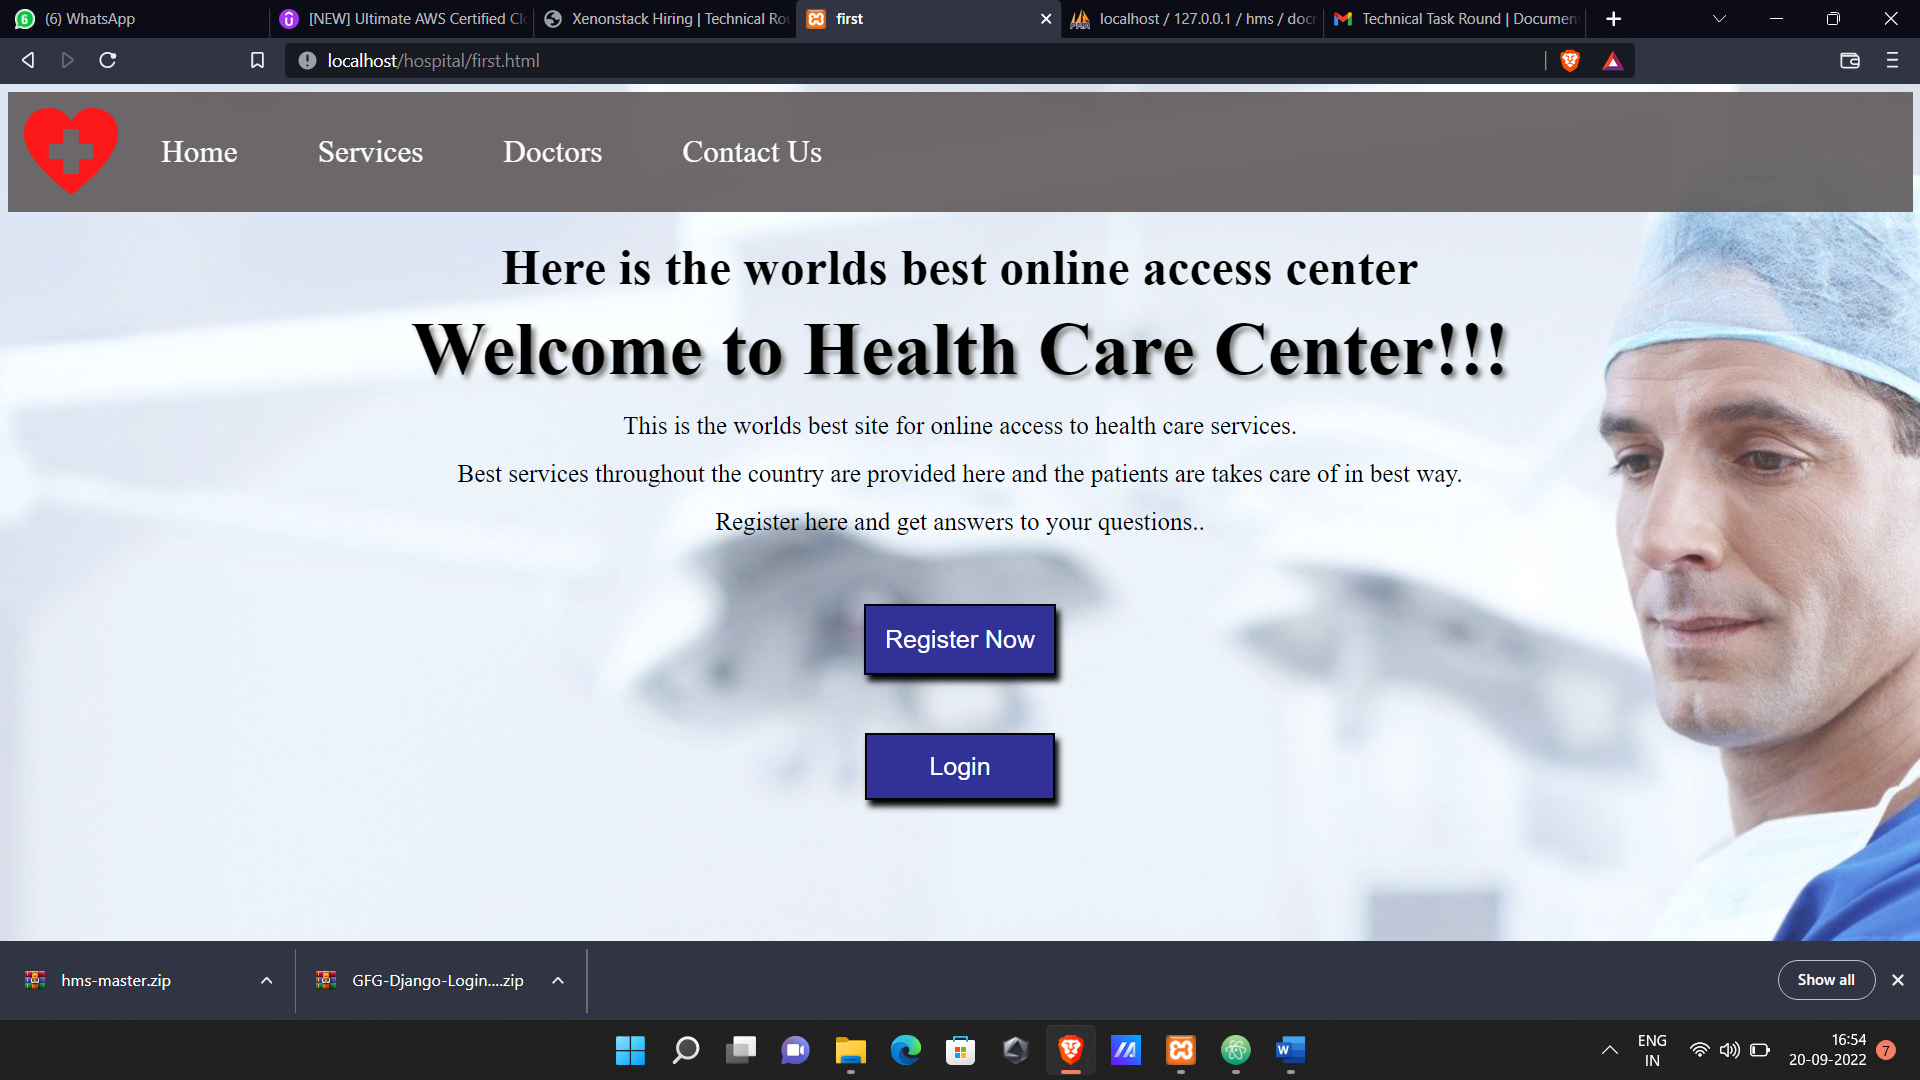 6
(6) WhatsApp
[NEW] Ultimate AWS Certified Cl
Xenonstack Hiring | Technical Rou
first
localhost / 127.0.0.1 / hms / doc
Technical Task Round | Document
localhost/hospital/first.html
Home
Services
Doctors
Contact Us
Here is the worlds best online access center
Welcome to Health Care Center!!!
This is the worlds best site for online access to health care services.
Best services throughout the country are provided here and the patients are takes care of in best way.
Register here and get answers to your questions..
Register Now
Login
hms-master.zip
GFG-Django-Login....zip
Show all
W
ENG
IN
16:54
20-09-2022
7